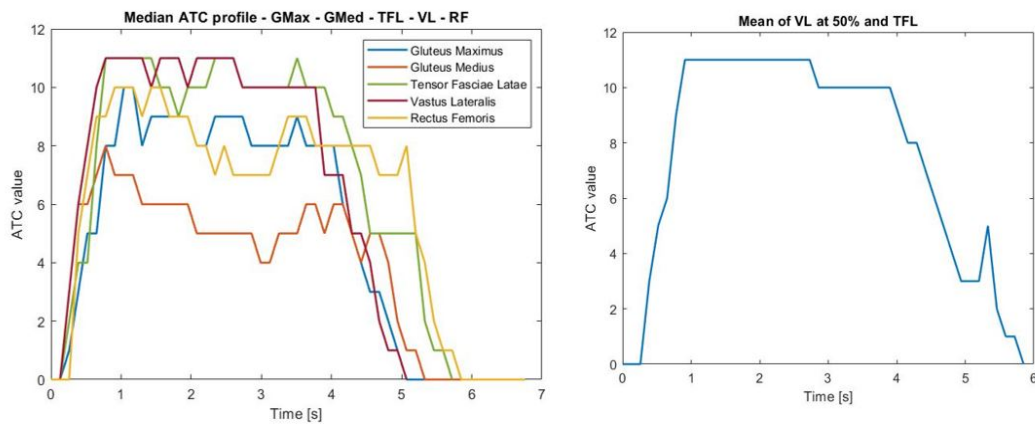 Median ATC profile - GMax - GMed - TFL - VL - RF
12
10
8
6
4
2
0
ATC value
0 1 2 3 4 5 6 7
Time [s]
Gluteus Maximus
Gluteus Medius
Tensor Fasciae Latae
Vastus Lateralis
Rectus Femoris
Mean of VL at 50% and TFL
12
10
8
6
4
2
0
ATC value
0 1 2 3 4 5 6
Time [s]